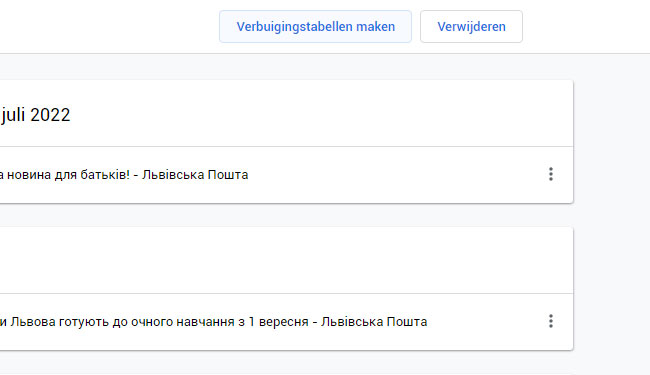 Verbuigingstabellen maken Verwijderen
juli 2022
а новина для батьків! - Львівська Пошта
и Львова готують до очного навчання з 1 вересня - Львівська Пошта